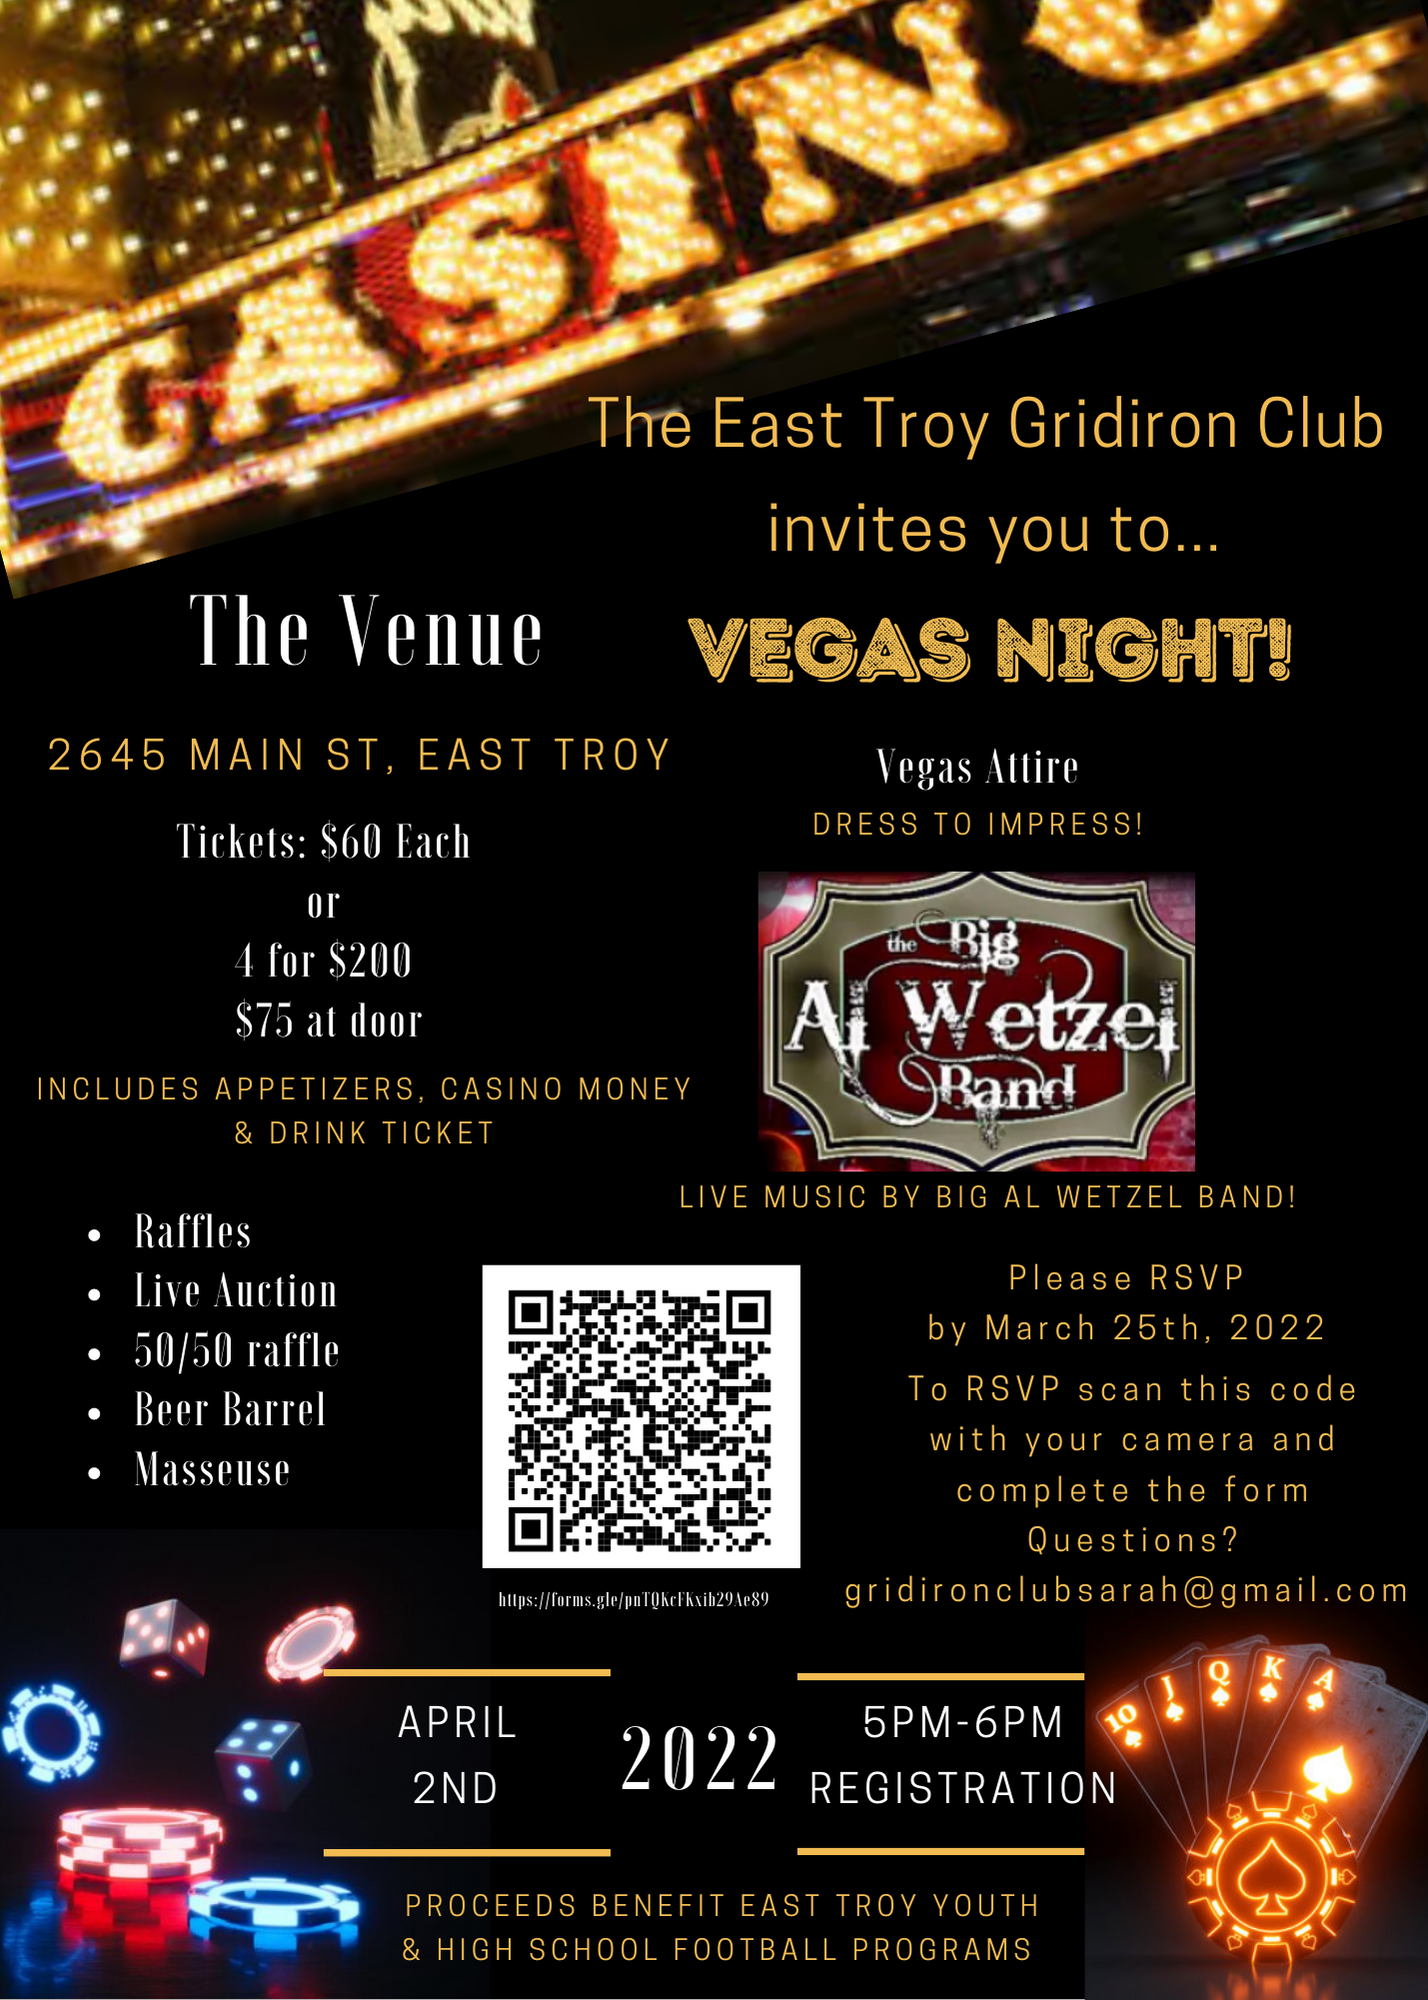 CASINO
The East Troy Gridiron Club
invites you to...
VEGAS NIGHT!
The Venue
2645 MAIN ST, EAST TROY
Tickets: $60 Each
or
4 for $200
$75 at door
INCLUDES APPETIZERS, CASINO MONEY
& DRINK TICKET
Vegas Attire
DRESS TO IMPRESS!
the Big
Al Wetzel
Band
LIVE MUSIC BY BIG AL WETZEL BAND!
• Raffles
• Live Auction
• 50/50 raffle
• Beer Barrel
• Masseuse
https://forms.gle/pnTQKcFKxih29Ae89
Please RSVP
by March 25th, 2022
To RSVP scan this code
with your camera and
complete the form
Questions?
gridironclubsarah@gmail.com
APRIL
2ND
2022
5PM-6PM
REGISTRATION
10 J Q K A
PROCEEDS BENEFIT EAST TROY YOUTH
& HIGH SCHOOL FOOTBALL PROGRAMS